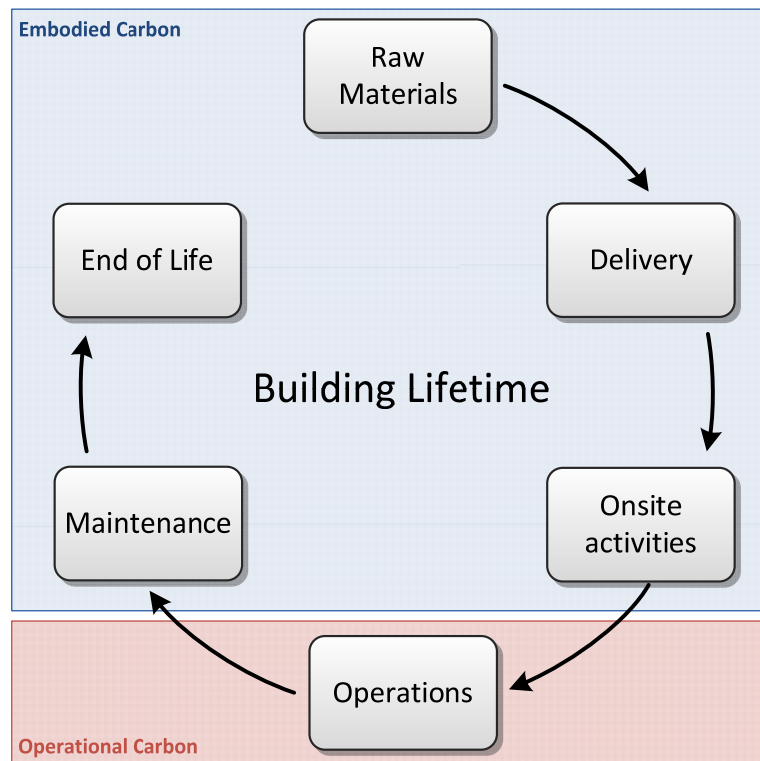 Embodied Carbon
Raw
Materials
End of Life
Delivery
Building Lifetime
Maintenance
Onsite
activities
Operations
Operational Carbon